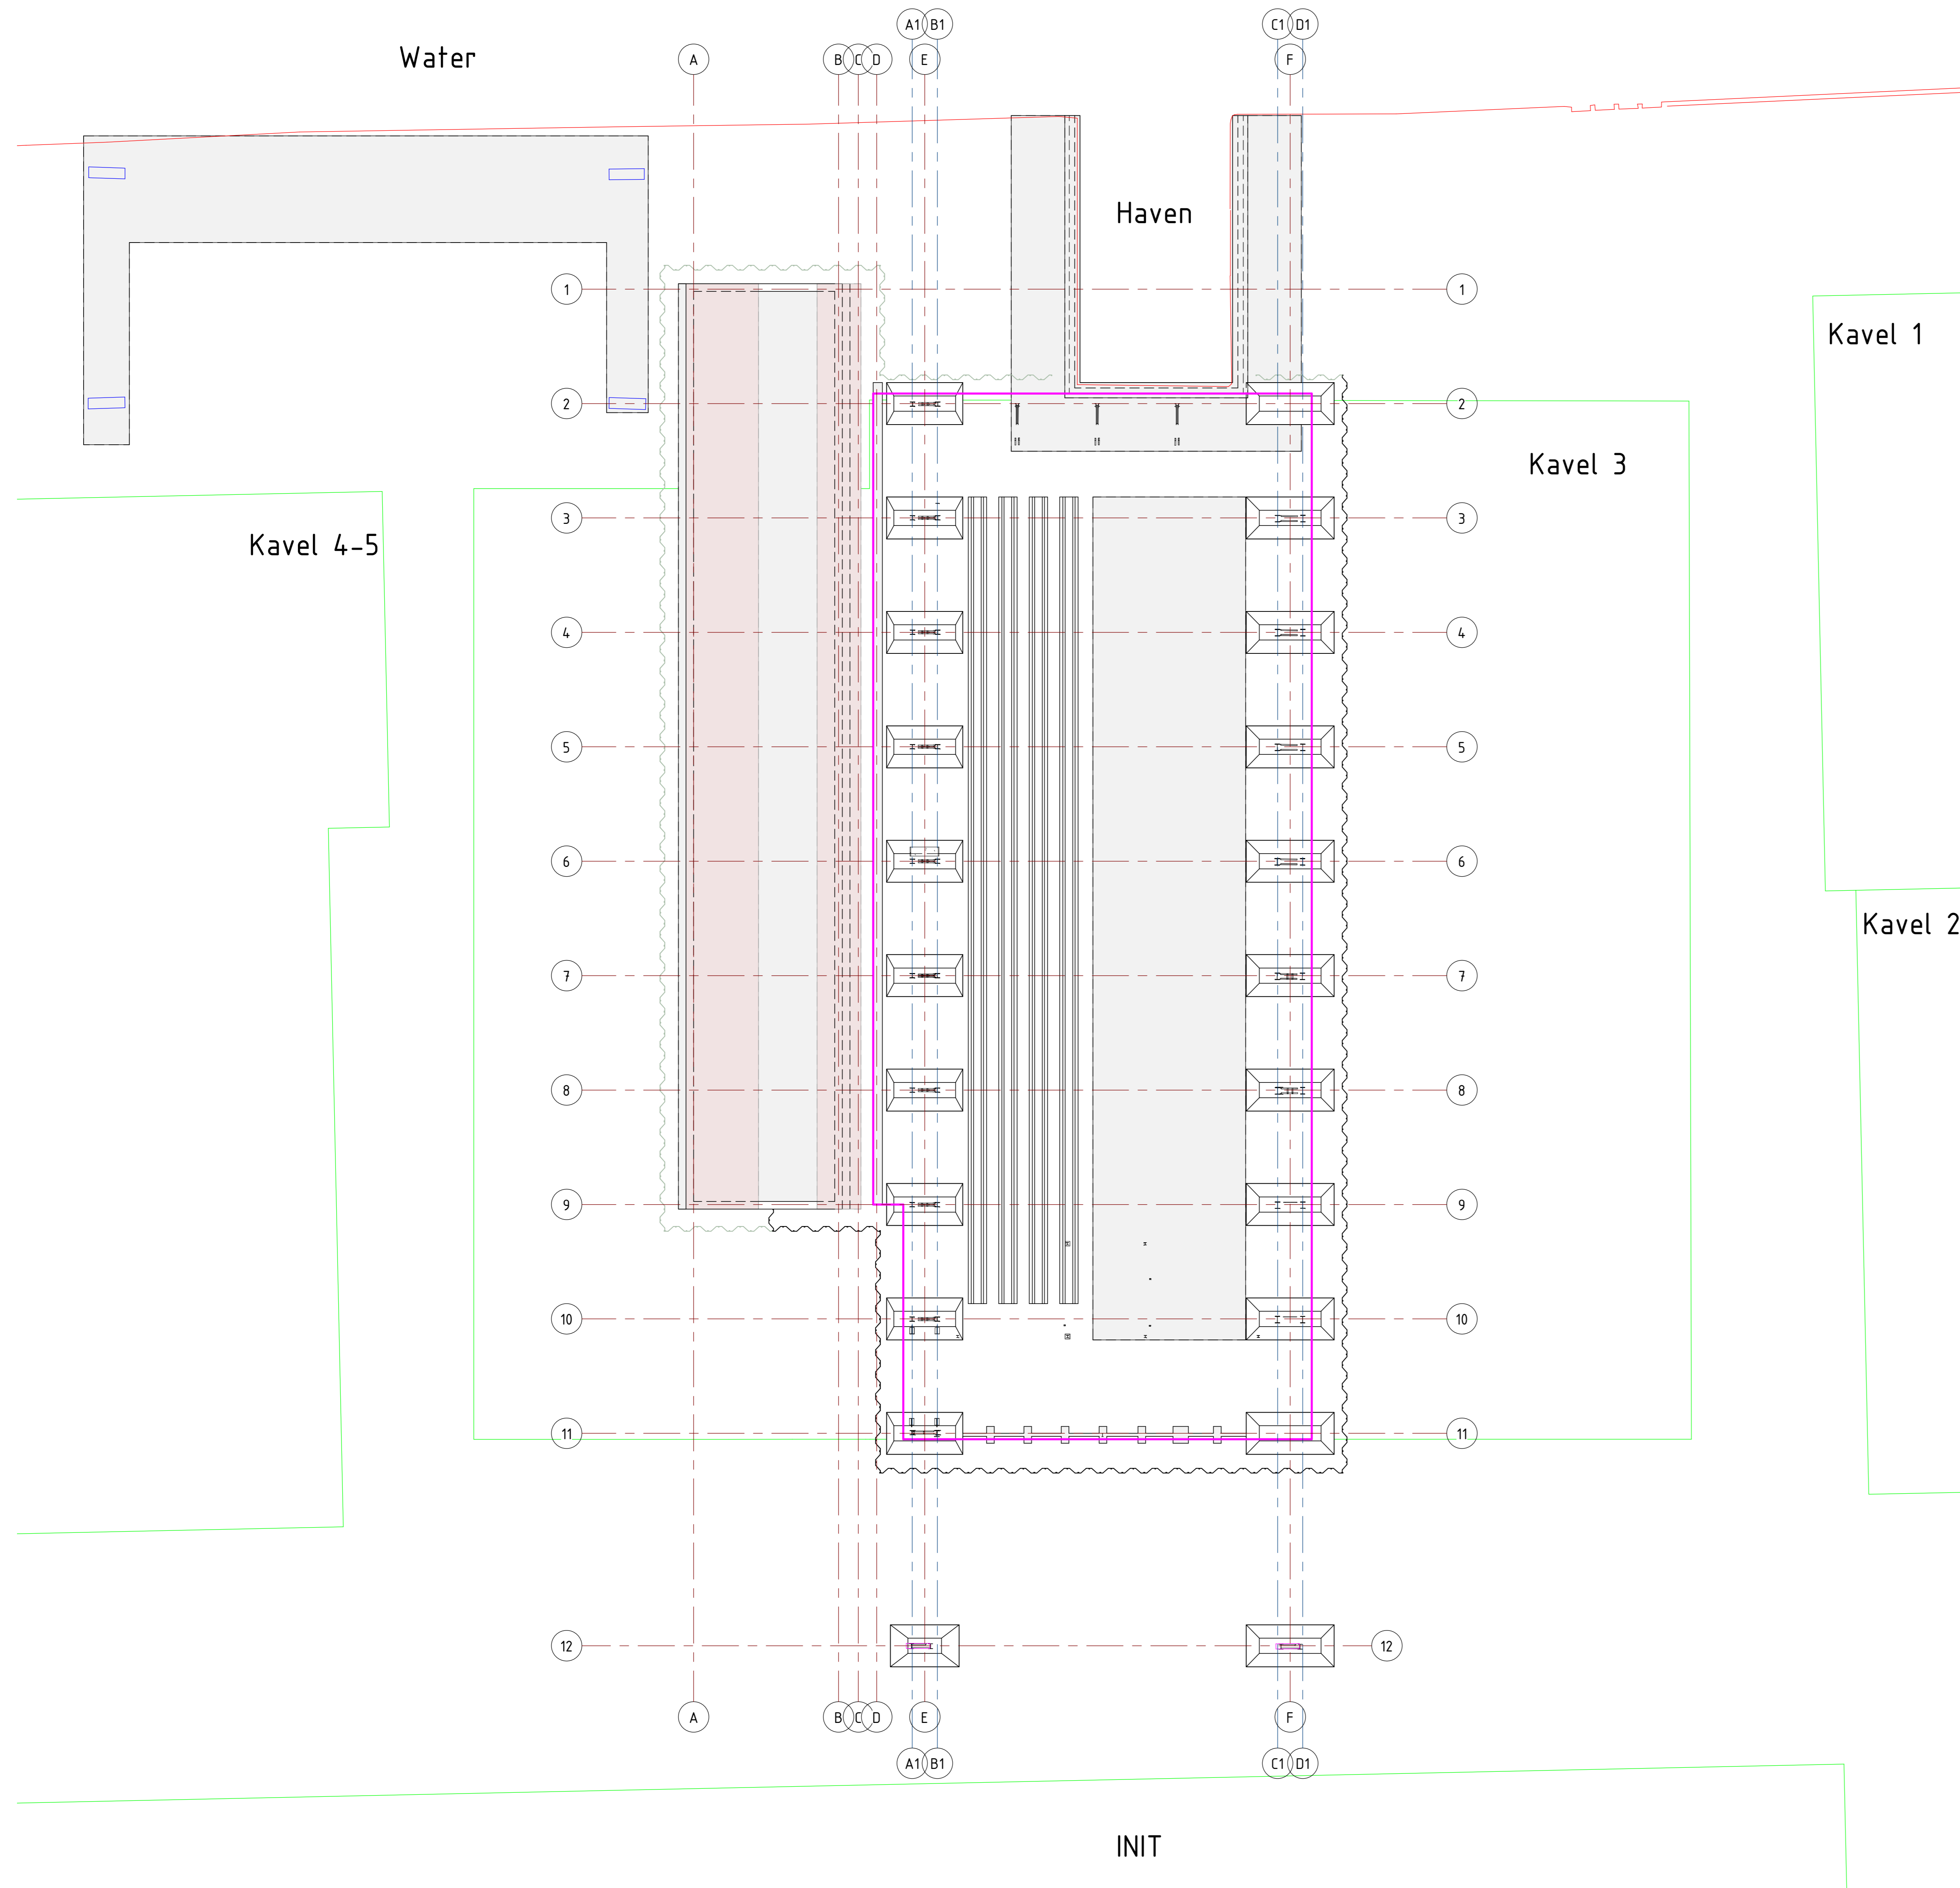 A1 B1 C1 D1
Water
A B C D E F
Haven
1 1
Kavel 1
2 2
Kavel 3
3 3
Kavel 4-5
4 4
5 5
6 6
Kavel 2
7 7
8 8
9 9
10 10
11 11
12 12
A B C D E F
A1 B1 C1 D1
INIT